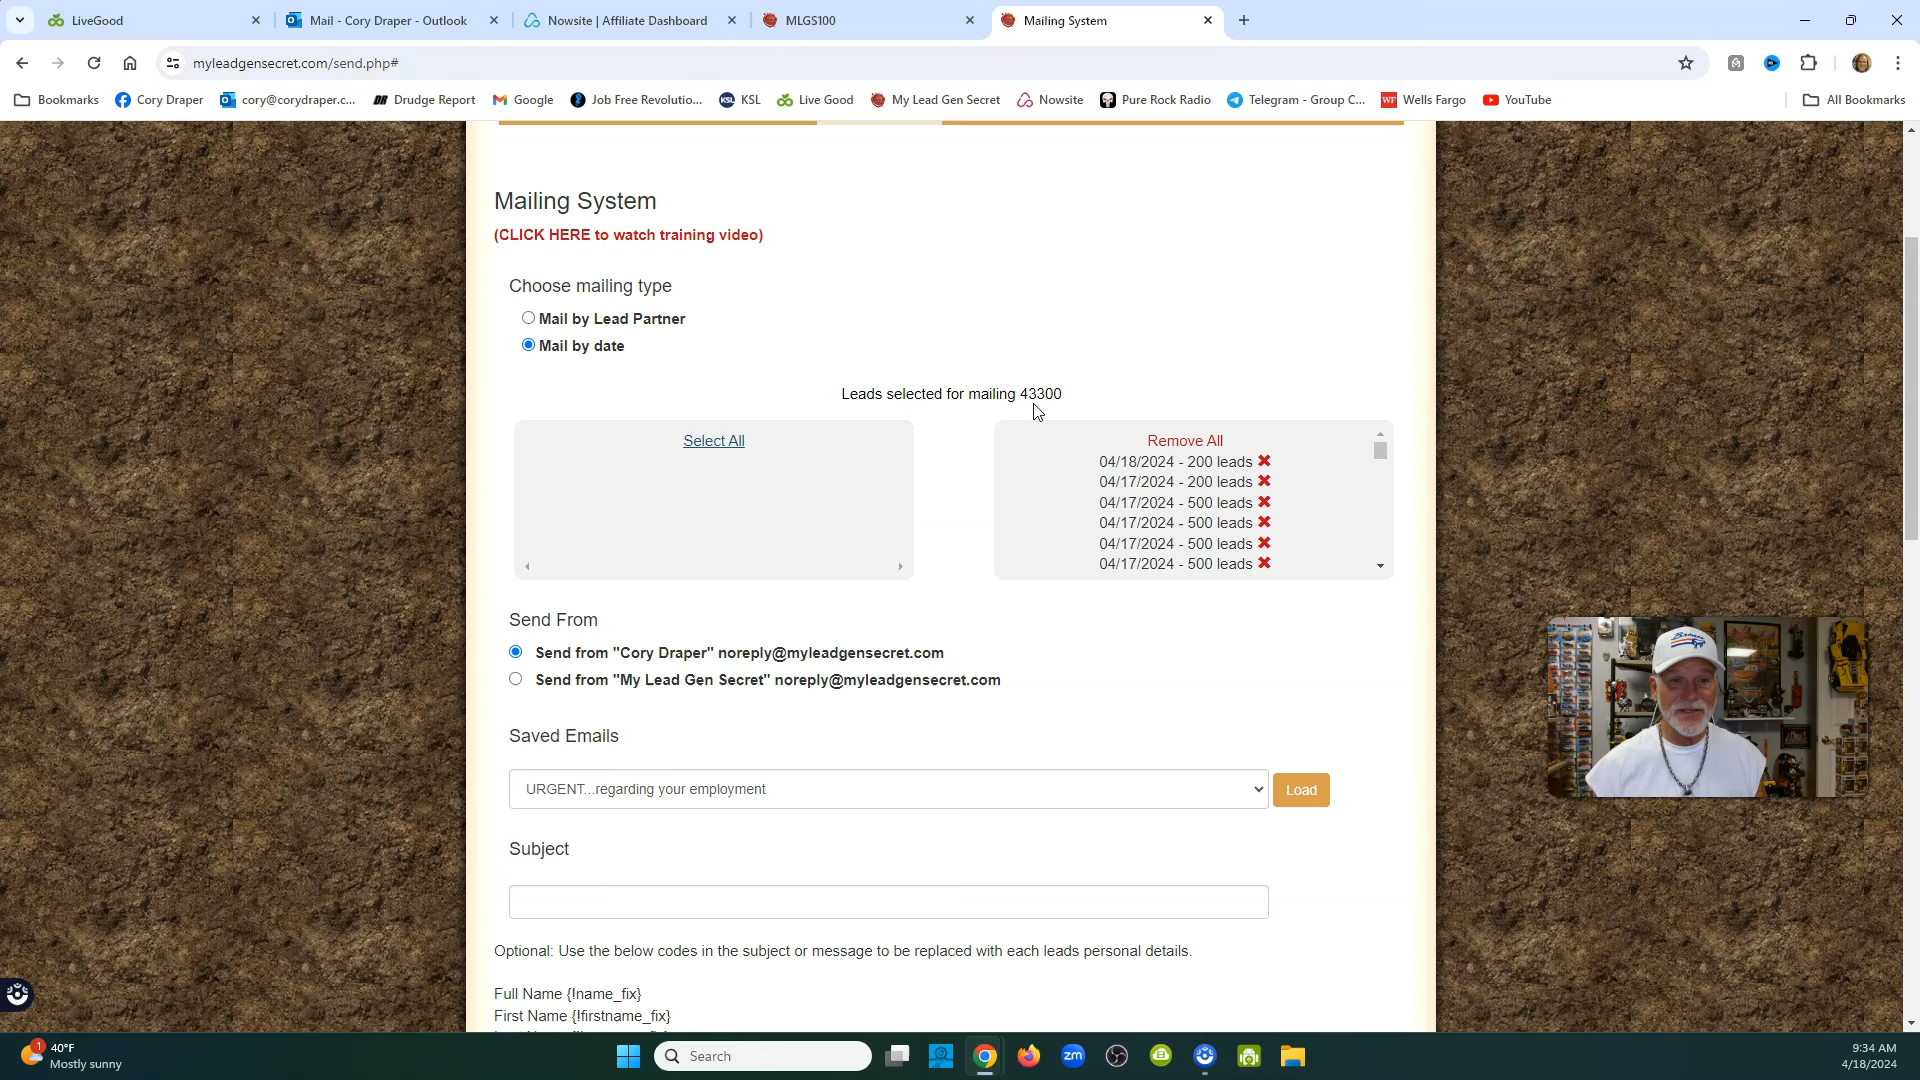 LiveGood
Mail - Cory Draper - Outlook
Nowsite | Affiliate Dashboard
MLGS100
Mailing System
myleadgensecret.com/send.php#
Bookmarks
Cory Draper
cory@corydraper.c...
Drudge Report
Google
Job Free Revolutio...
KSL
Live Good
My Lead Gen Secret
Nowsite
Pure Rock Radio
Telegram - Group C...
Wells Fargo
YouTube
All Bookmarks
Mailing System
(CLICK HERE to watch training video)
Choose mailing type
Mail by Lead Partner
Mail by date
Leads selected for mailing 43300
Select All
Remove All
04/18/2024 - 200 leads
04/17/2024 - 200 leads
04/17/2024 - 500 leads
04/17/2024 - 500 leads
04/17/2024 - 500 leads
04/17/2024 - 500 leads
Send From
Send from "Cory Draper" noreply@myleadgensecret.com
Send from "My Lead Gen Secret" noreply@myleadgensecret.com
Saved Emails
URGENT...regarding your employment
Load
Subject
Optional: Use the below codes in the subject or message to be replaced with each leads personal details.
Full Name {!name_fix}
First Name {!firstname_fix}
1
40°F
Mostly sunny
Search
zm
9:34 AM
4/18/2024